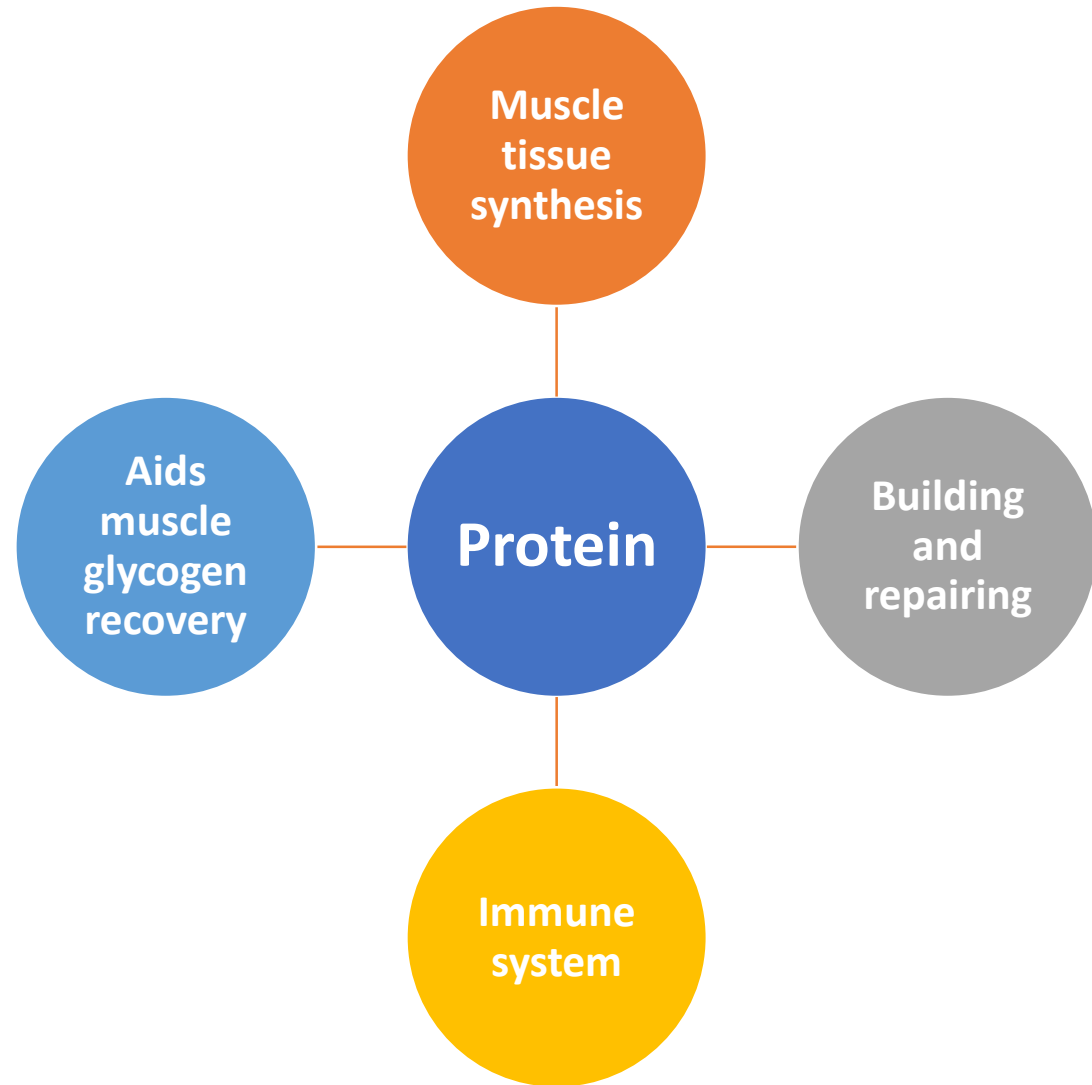 Muscle
tissue
synthesis
Aids
muscle
glycogen
recovery
Protein
Building
and
repairing
Immune
system